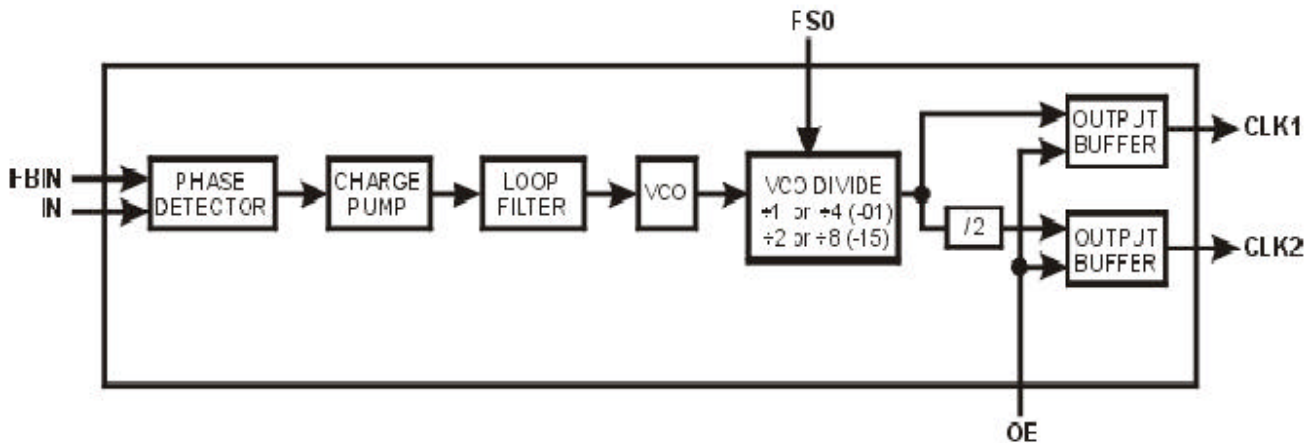 FS0
FBIN
IN
PHASE
DETECTOR
CHARGE
PUMP
LOOP
FILTER
VCO
VCO DIVIDE
÷1 or ÷4 (-01)
÷2 or ÷8 (-15)
/2
OUTPUT
BUFFER
CLK1
OUTPUT
BUFFER
CLK2
OE